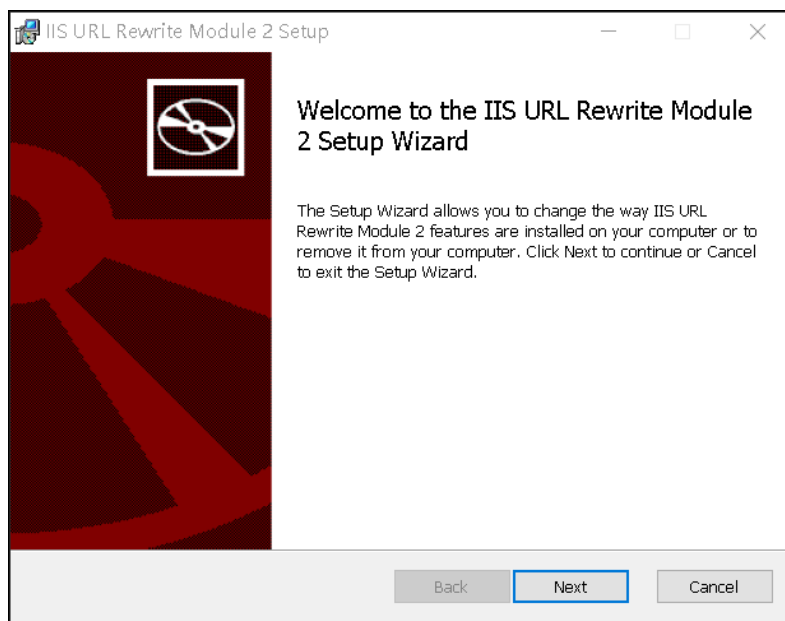 IIS URL Rewrite Module 2 Setup
Welcome to the IIS URL Rewrite Module
2 Setup Wizard
The Setup Wizard allows you to change the way IIS URL
Rewrite Module 2 features are installed on your computer or to
remove it from your computer. Click Next to continue or Cancel
to exit the Setup Wizard.
Back Next Cancel